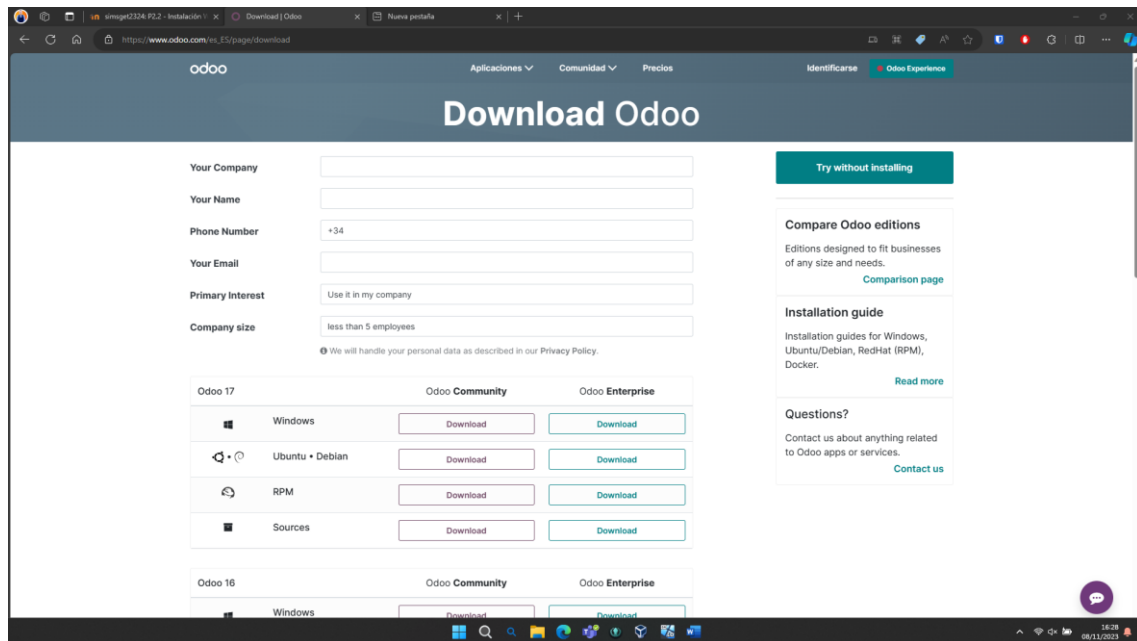 simsget2324: P2.2 - Instalación
Download | Odoo
Nueva pestaña
https://www.odoo.com/es_ES/page/download
odoo
Aplicaciones
Comunidad
Precios
Identificarse
Odoo Experience
Download Odoo
Your Company
Your Name
Phone Number
+34
Your Email
Primary Interest
Use it in my company
Company size
less than 5 employees
We will handle your personal data as described in our Privacy Policy.
Try without installing
Compare Odoo editions
Editions designed to fit businesses
of any size and needs.
Comparison page
Installation guide
Installation guides for Windows,
Ubuntu/Debian, RedHat (RPM),
Docker.
Read more
Questions?
Contact us about anything related
to Odoo apps or services.
Contact us
Odoo 17 Odoo Community Odoo Enterprise
Windows Download Download
Ubuntu • Debian Download Download
RPM Download Download
Sources Download Download
Odoo 16 Odoo Community Odoo Enterprise
Windows Download Download
16:28
08/11/2023